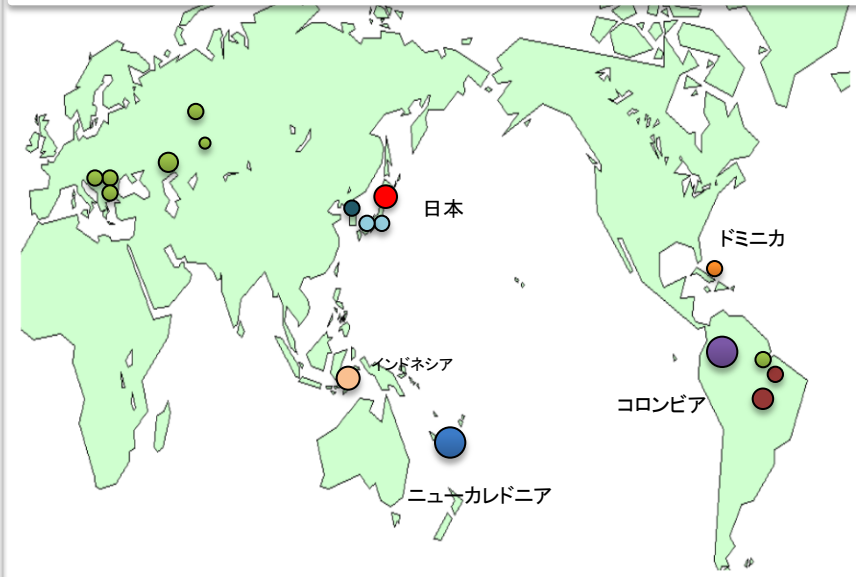 日本
ドミニカ
インドネシア
コロンビア
ニューカレドニア